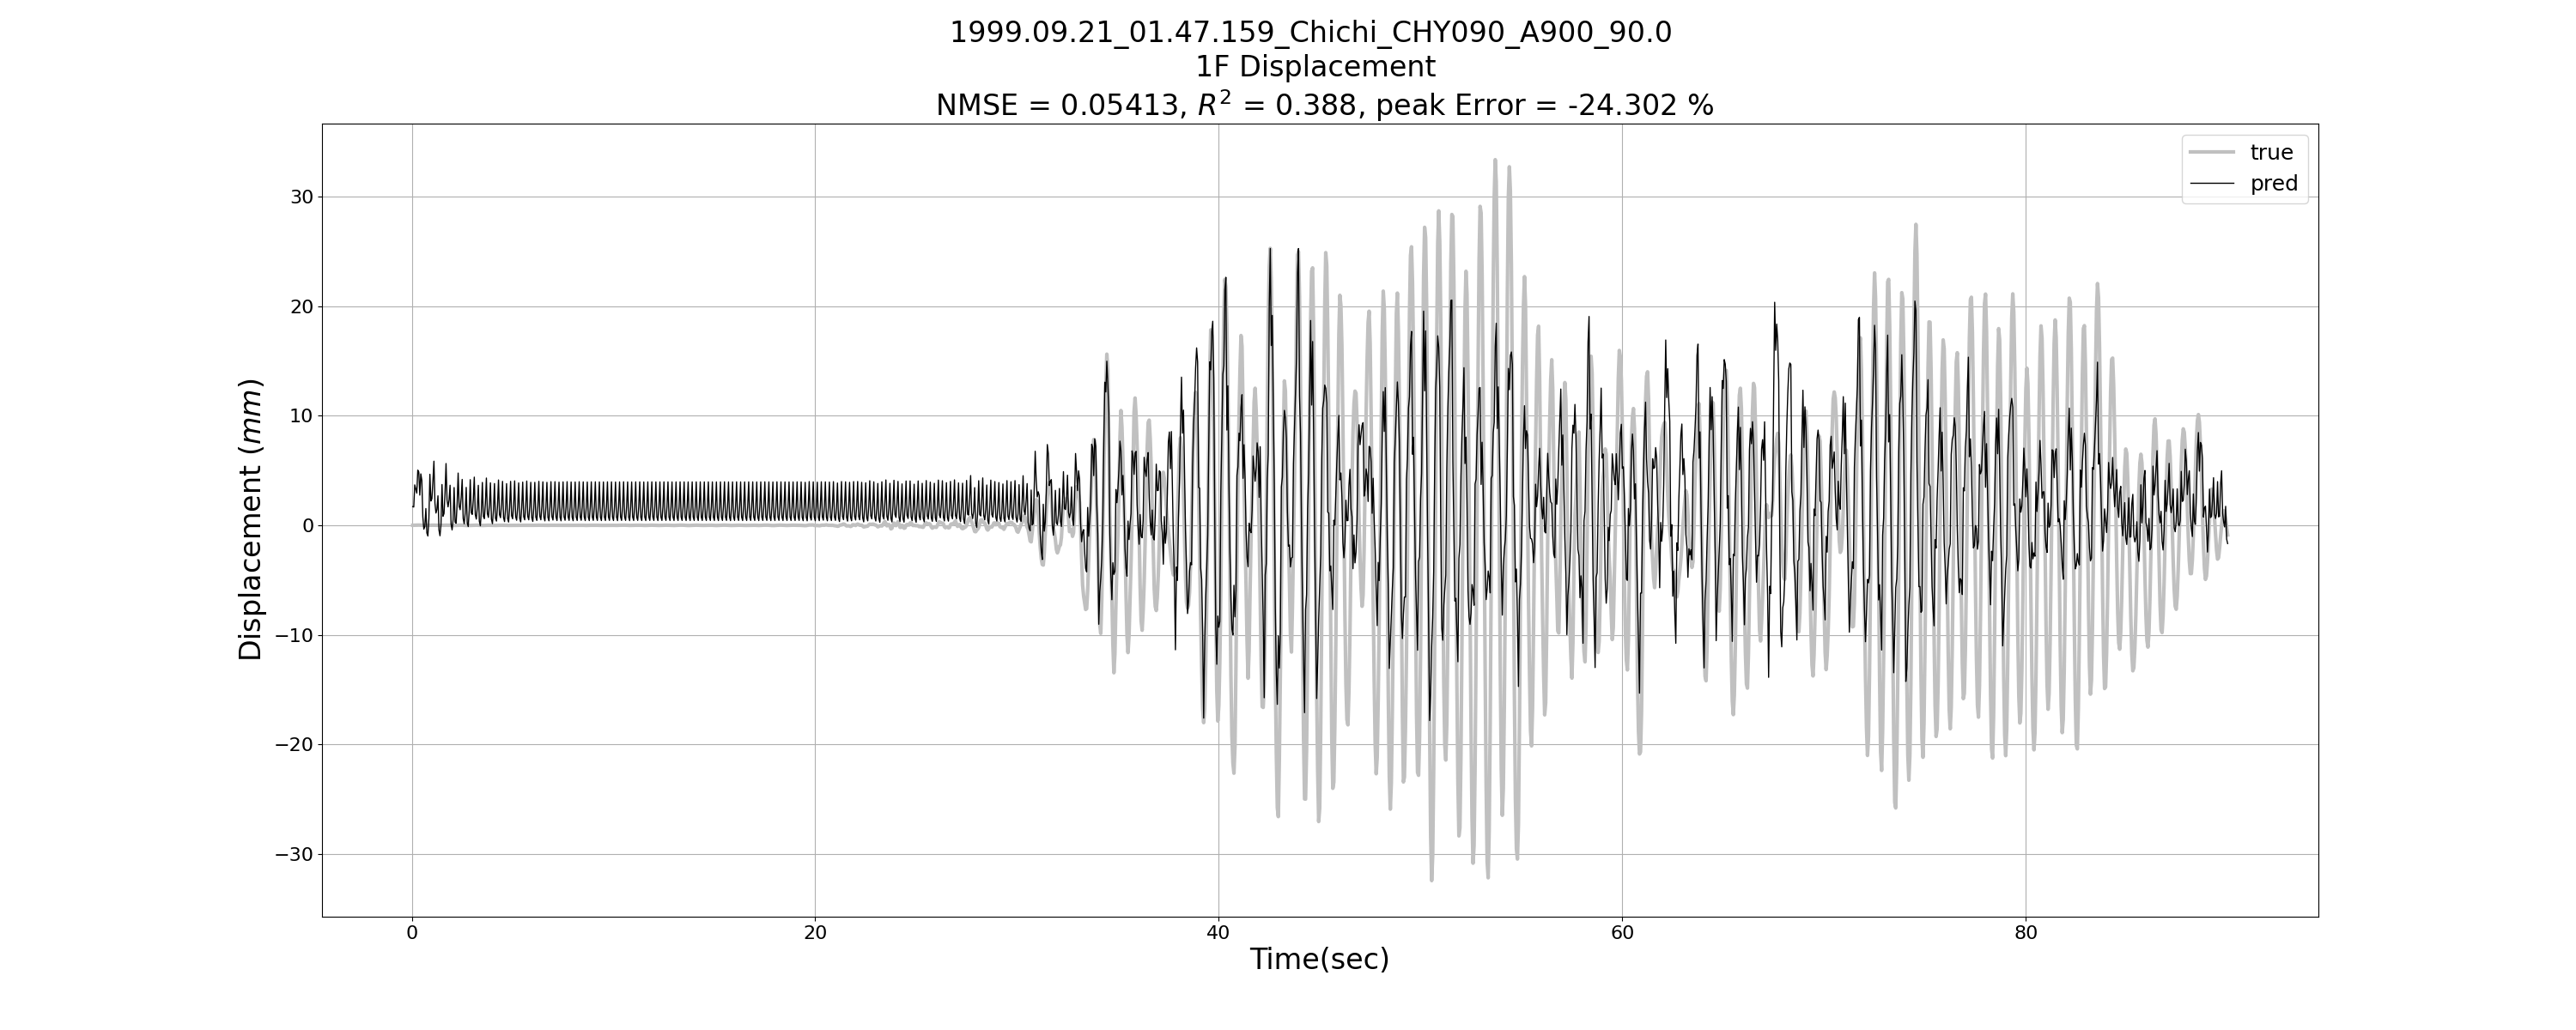 1999.09.21_01.47.159_Chichi_CHY090_A900_90.0
1F Displacement
NMSE = 0.05413, R² = 0.388, peak Error = -24.302 %
true
pred
Displacement (mm)
30
20
10
0
−10
−20
−30
0 20 40 60 80
Time(sec)